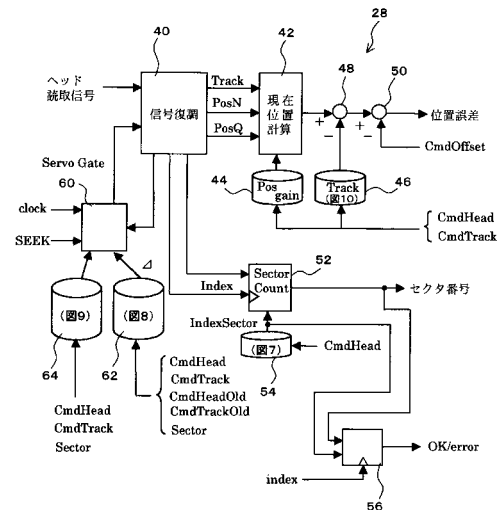 28
40
42
48
50
ヘッド
読取信号
信号復調
Track
PosN
PosQ
現在
位置
計算
+
−
+
−
位置誤差
CmdOffset
Servo Gate
60
clock
SEEK
44
Pos
gain
Track
(図10)
46
CmdHead
CmdTrack
Δ
Index
52
Sector
Count
セクタ番号
IndexSector
(図9)
(図8)
(図7)
CmdHead
64
62
54
CmdHead
CmdTrack
Sector
CmdHead
CmdTrack
CmdHeadOld
CmdTrackOld
Sector
OK/error
index
56